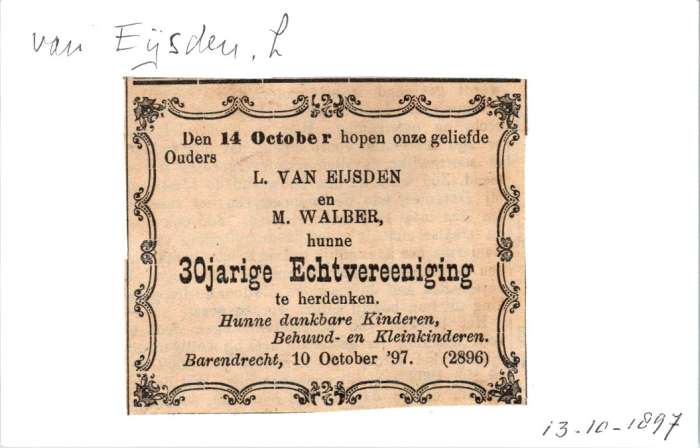 van Eijsden. L
Den 14 October hopen onze geliefde
Ouders
L. VAN EIJSDEN
en
M. WALBER,
hunne
30jarige Echtvereeniging
te herdenken.
Hunne dankbare Kinderen,
Behuwd- en Kleinkinderen.
Barendrecht, 10 October '97. (2896)
13-10-1897